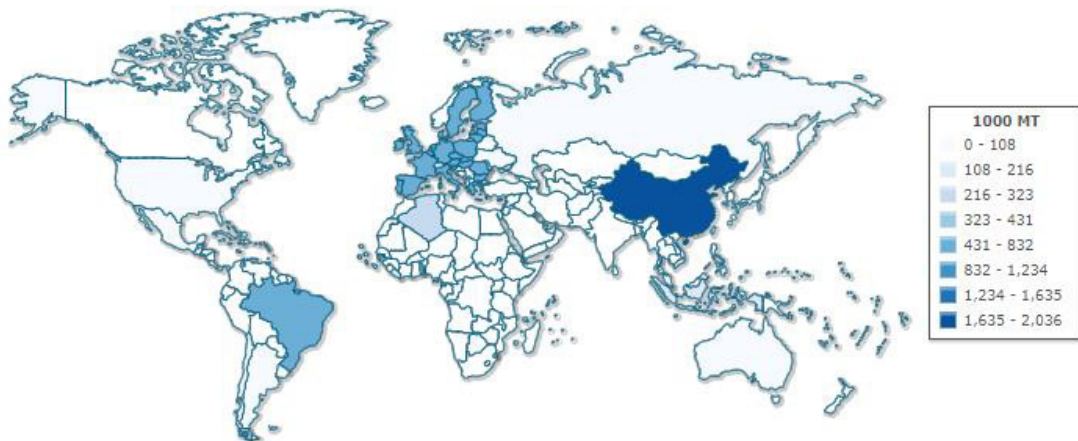 1000 MT
0 - 108
108 - 216
216 - 323
323 - 431
431 - 832
832 - 1,234
1,234 - 1,635
1,635 - 2,036